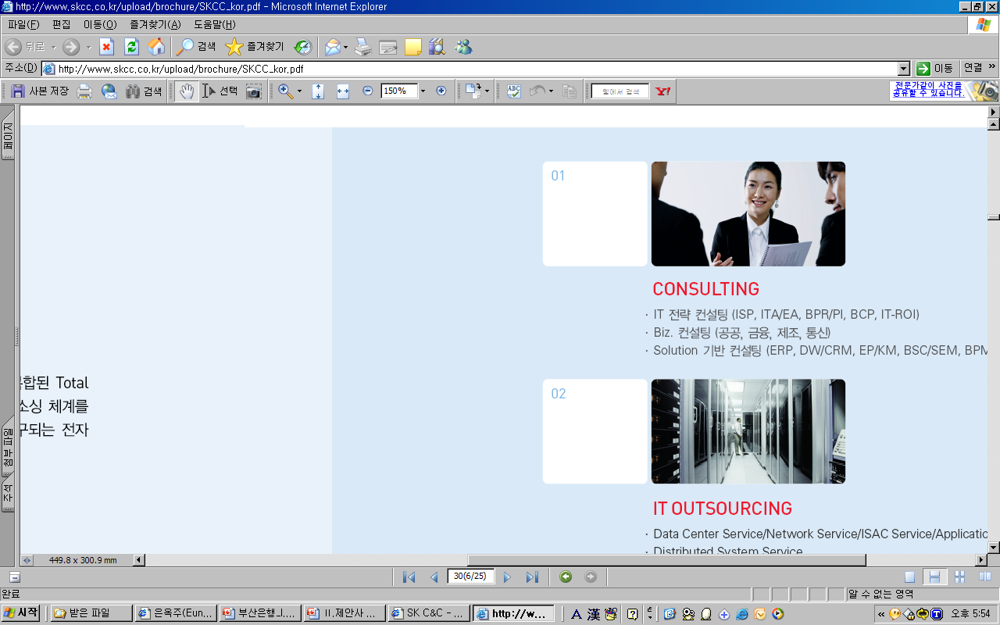 http://www.skcc.co.kr/upload/brochure/SKCC_kor.pdf - Microsoft Internet Explorer
파일(F) 편집 이동(O) 즐겨찾기(A) 도움말(H)
뒤로 검색 즐겨찾기
주소(D) http://www.skcc.co.kr/upload/brochure/SKCC_kor.pdf 이동 연결 »
사본 저장 검색 선택 150% 웹에서 검색 Y!
전문가같이 사진을
공유할 수 있습니다.
페이지
첨부 파일
주석
합된 Total
소싱 체계를
구되는 전자
01
CONSULTING
· IT 전략 컨설팅 (ISP, ITA/EA, BPR/PI, BCP, IT-ROI)
· Biz. 컨설팅 (공공, 금융, 제조, 통신)
· Solution 기반 컨설팅 (ERP, DW/CRM, EP/KM, BSC/SEM, BPM
02
IT OUTSOURCING
· Data Center Service/Network Service/ISAC Service/Applicatio
· Distributed System Service
449.8 x 300.9 mm
30(6/25)
완료 알 수 없는 영역
시작 받은 파일 은옥주(Eun,... 부산은행_I,... II,제안사 ... SK C&C - ... http://w... A 漢 « 오후 5:54